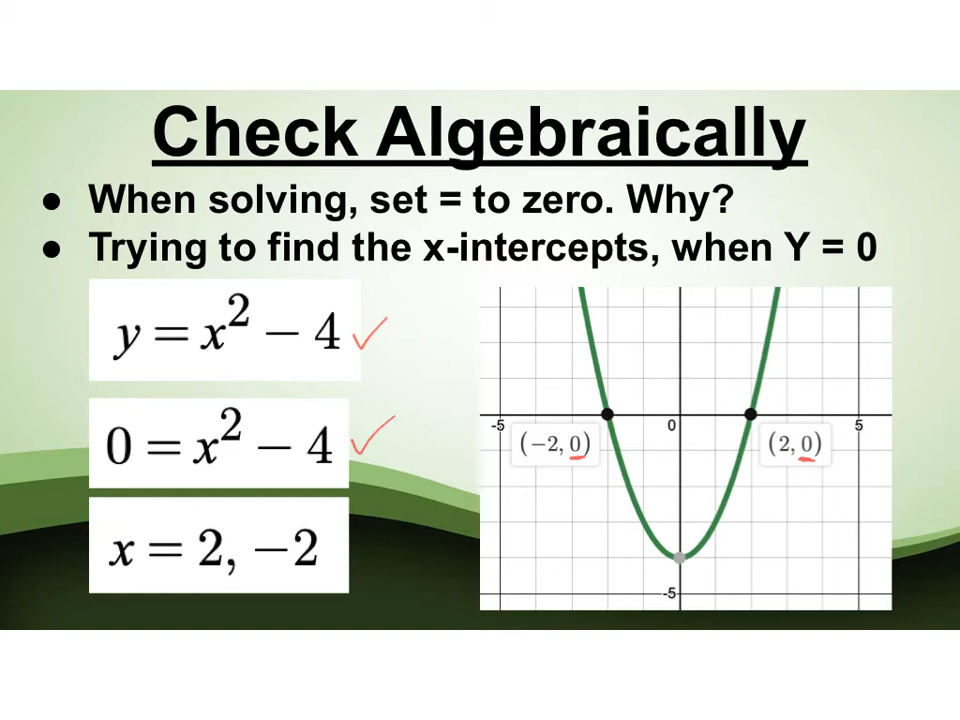 Check Algebraically
● When solving, set = to zero. Why?
● Trying to find the x-intercepts, when Y = 0
y = x² − 4
0 = x² − 4
x = 2, −2
-5 0 5
(−2, 0) (2, 0)
-5